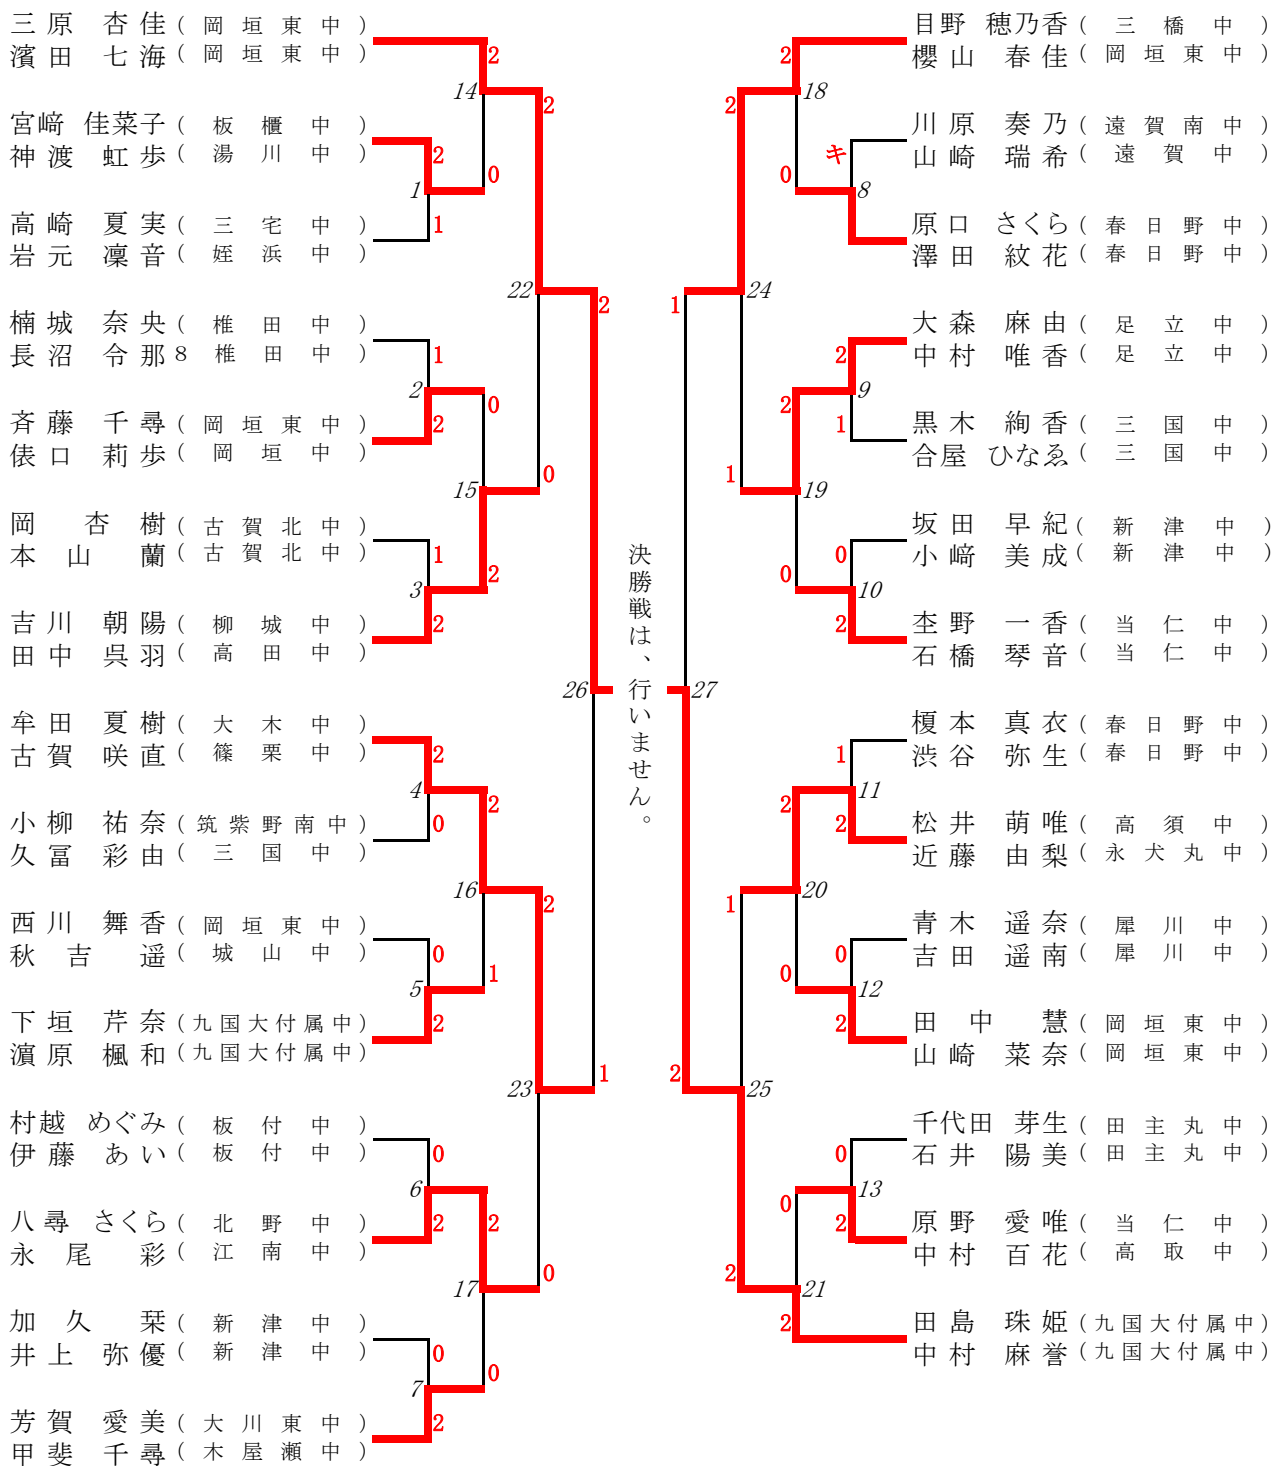 三原 杏佳 ( 岡垣東中 )
濱田 七海 ( 岡垣東中 )
2
14
2
宮﨑 佳菜子 ( 板櫃中 )
神渡 虹歩 ( 湯川中 )
2
0
1
高崎 夏実 ( 三宅中 )
岩元 凜音 ( 姪浜中 )
1
22
2
楠城 奈央 ( 椎田中 )
長沼 令那 8 椎田中 )
1
2
0
斉藤 千尋 ( 岡垣東中 )
俵口 莉歩 ( 岡垣中 )
2
15
0
岡 杏樹 ( 古賀北中 )
本山 蘭 ( 古賀北中 )
1
2
3
吉川 朝陽 ( 柳城中 )
田中 呉羽 ( 高田中 )
2
26
牟田 夏樹 ( 大木中 )
古賀 咲直 ( 篠栗中 )
2
4
2
小柳 祐奈 ( 筑紫野南中 )
久冨 彩由 ( 三国中 )
0
16
2
西川 舞香 ( 岡垣東中 )
秋吉 遥 ( 城山中 )
0
1
5
下垣 芹奈 ( 九国大付属中 )
濵原 楓和 ( 九国大付属中 )
2
23
1
村越 めぐみ ( 板付中 )
伊藤 あい ( 板付中 )
0
6
八尋 さくら ( 北野中 )
永尾 彩 ( 江南中 )
2
2
17
0
加久 栞 ( 新津中 )
井上 弥優 ( 新津中 )
0
0
7
芳賀 愛美 ( 大川東中 )
甲斐 千尋 ( 木屋瀬中 )
2
決勝戦は、行いません。
目野 穂乃香 ( 三橋中 )
櫻山 春佳 ( 岡垣東中 )
2
18
2
川原 奏乃 ( 遠賀南中 )
山崎 瑞希 ( 遠賀中 )
キ
0
8
原口 さくら ( 春日野中 )
澤田 紋花 ( 春日野中 )
24
1
大森 麻由 ( 足立中 )
中村 唯香 ( 足立中 )
2
9
2
黒木 絢香 ( 三国中 )
合屋 ひなゑ ( 三国中 )
1
19
1
坂田 早紀 ( 新津中 )
小﨑 美成 ( 新津中 )
0
0
10
杢野 一香 ( 当仁中 )
石橋 琴音 ( 当仁中 )
2
27
榎本 真衣 ( 春日野中 )
渋谷 弥生 ( 春日野中 )
1
11
2
松井 萌唯 ( 高須中 )
近藤 由梨 ( 永犬丸中 )
2
20
1
青木 遥奈 ( 犀川中 )
吉田 遥南 ( 犀川中 )
0
0
12
田中 慧 ( 岡垣東中 )
山崎 菜奈 ( 岡垣東中 )
2
25
2
千代田 芽生 ( 田主丸中 )
石井 陽美 ( 田主丸中 )
0
13
0
原野 愛唯 ( 当仁中 )
中村 百花 ( 高取中 )
2
2
21
田島 珠姫 ( 九国大付属中 )
中村 麻誉 ( 九国大付属中 )
2